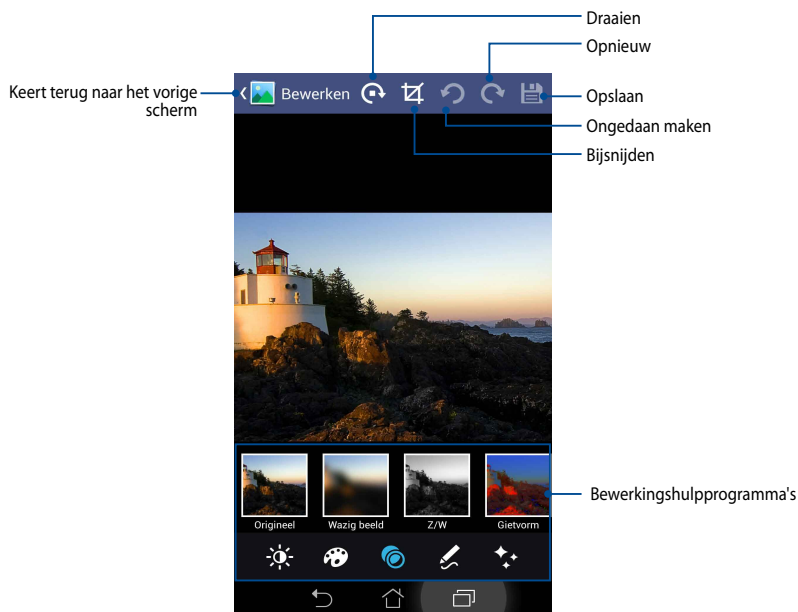 Draaien
Opnieuw
Keert terug naar het vorige
scherm
Bewerken
Opslaan
Ongedaan maken
Bijsnijden
Origineel
Wazig beeld
Z/W
Gietvorm
Bewerkingshulpprogramma's